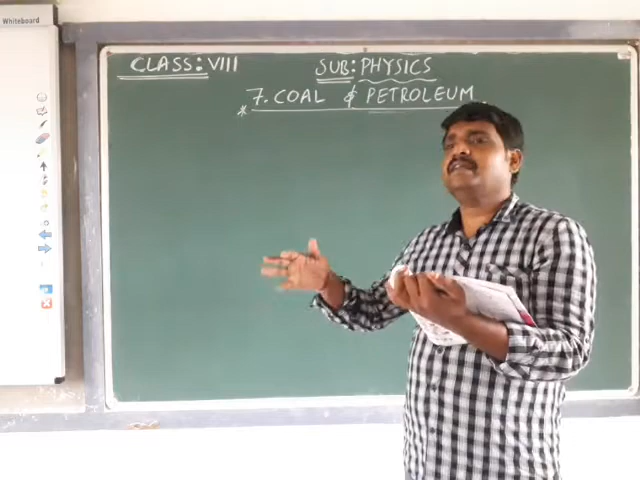 Whiteboard
CLASS: VIII
SUB: PHYSICS
* 7. COAL & PETROLEUM